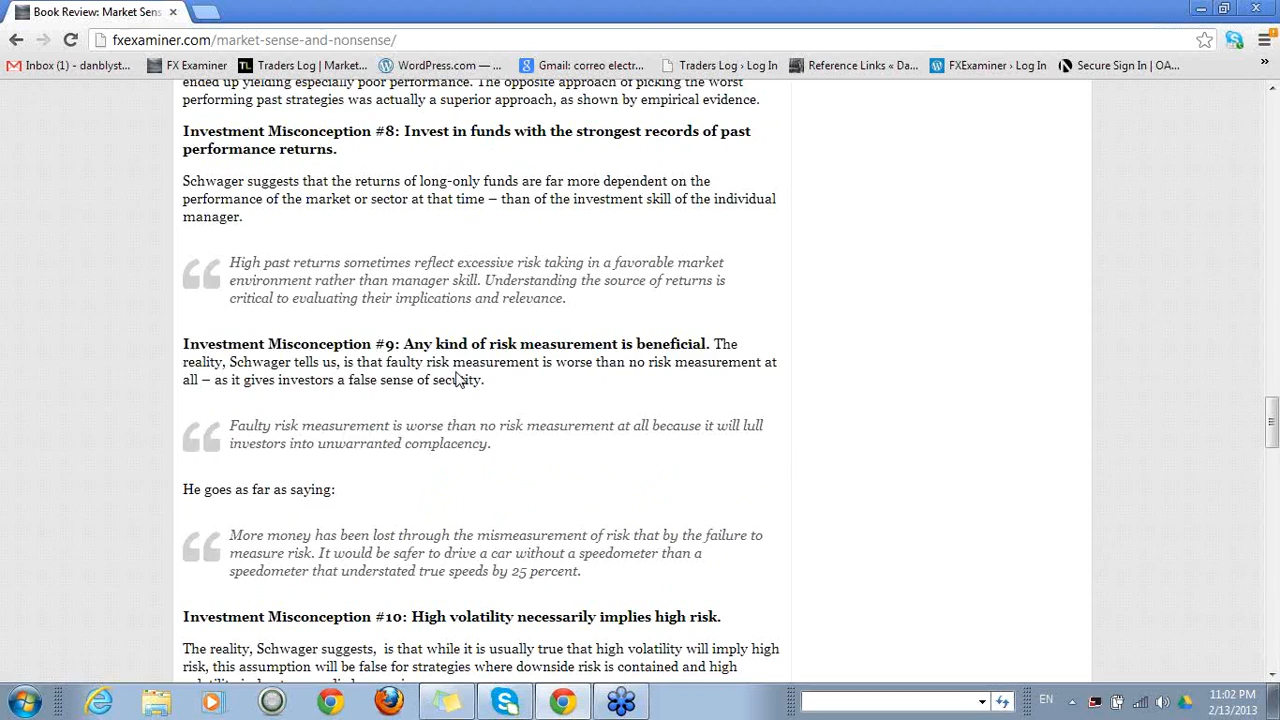 Book Review: Market Sens
fxexaminer.com/market-sense-and-nonsense/
Inbox (1) - danblyst... FX Examiner TL Traders Log | Market... WordPress.com — ... Gmail: correo electr... Traders Log › Log In Reference Links « Da... FXExaminer › Log In Secure Sign In | OA... »
ended up yielding especially poor performance. The opposite approach of picking the worst
performing past strategies was actually a superior approach, as shown by empirical evidence.
Investment Misconception #8: Invest in funds with the strongest records of past
performance returns.
Schwager suggests that the returns of long-only funds are far more dependent on the
performance of the market or sector at that time – than of the investment skill of the individual
manager.
High past returns sometimes reflect excessive risk taking in a favorable market
environment rather than manager skill. Understanding the source of returns is
critical to evaluating their implications and relevance.
Investment Misconception #9: Any kind of risk measurement is beneficial. The
reality, Schwager tells us, is that faulty risk measurement is worse than no risk measurement at
all – as it gives investors a false sense of security.
Faulty risk measurement is worse than no risk measurement at all because it will lull
investors into unwarranted complacency.
He goes as far as saying:
More money has been lost through the mismeasurement of risk that by the failure to
measure risk. It would be safer to drive a car without a speedometer than a
speedometer that understated true speeds by 25 percent.
Investment Misconception #10: High volatility necessarily implies high risk.
The reality, Schwager suggests, is that while it is usually true that high volatility will imply high
risk, this assumption will be false for strategies where downside risk is contained and high
EN
11:02 PM
2/13/2013